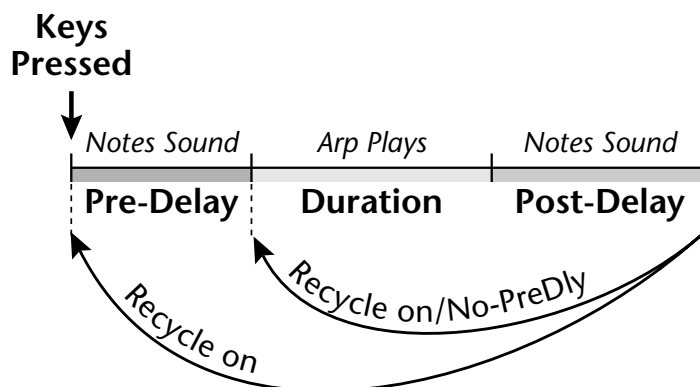 Keys
Pressed
Notes Sound
Arp Plays
Notes Sound
Pre-Delay
Duration
Post-Delay
Recycle on/No-PreDly
Recycle on